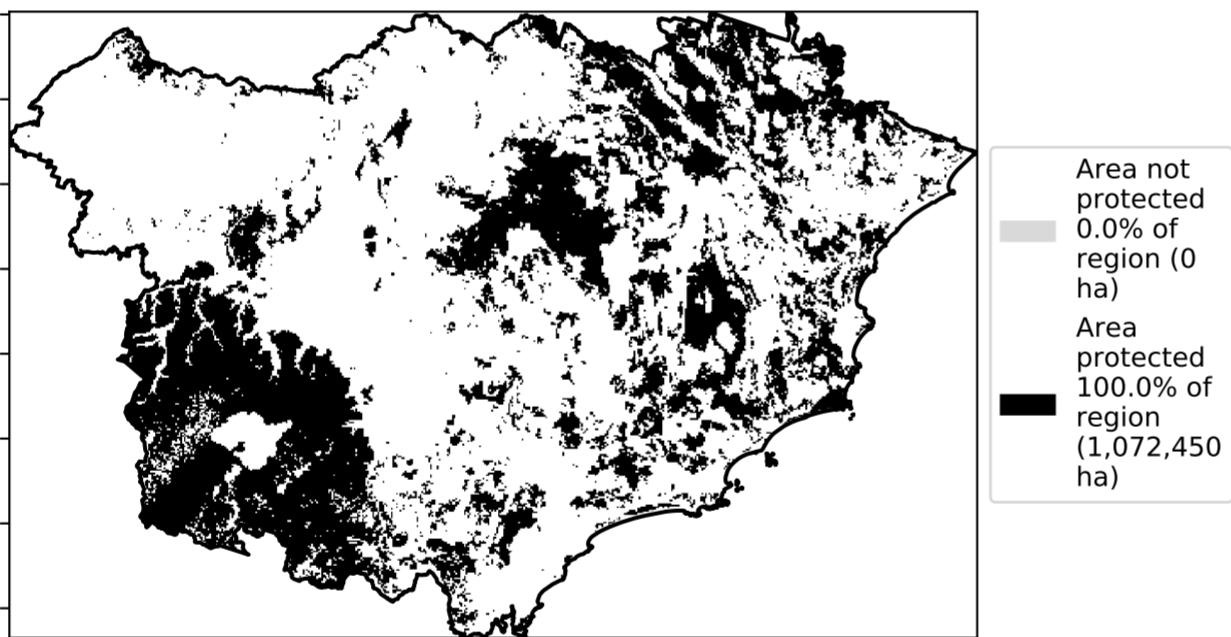 Area not
protected
0.0% of
region (0
ha)
Area
protected
100.0% of
region
(1,072,450
ha)